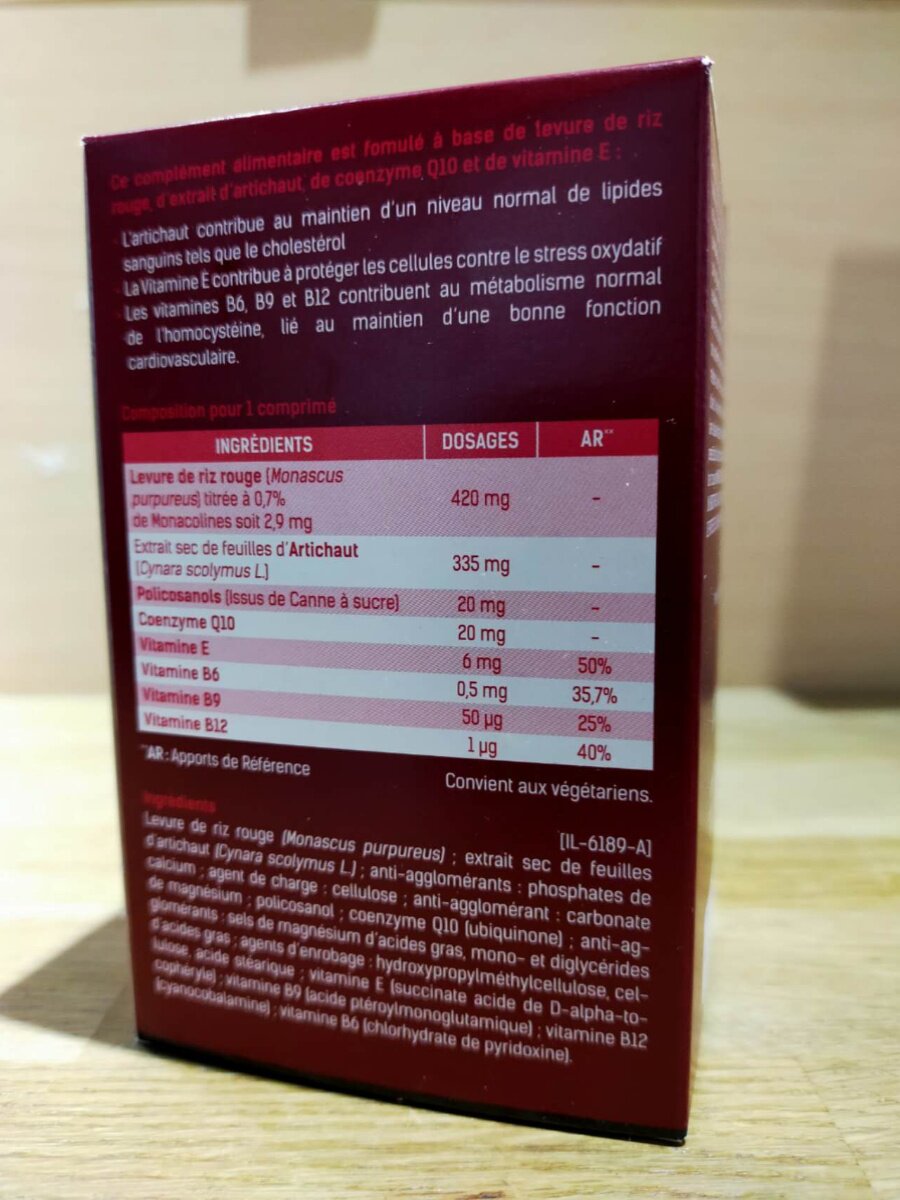 Ce complément alimentaire est fomulé à base de levure de riz
rouge, d'extrait d'artichaut, de coenzyme Q10 et de vitamine E :
L'artichaut contribue au maintien d'un niveau normal de lipides
sanguins tels que le cholestérol
La Vitamine E contribue à protéger les cellules contre le stress oxydatif
Les vitamines B6, B9 et B12 contribuent au métabolisme normal
de l'homocystéine, lié au maintien d'une bonne fonction
cardiovasculaire.
Composition pour 1 comprimé
INGRÉDIENTS DOSAGES AR**
Levure de riz rouge (Monascus
purpureus) titrée à 0,7%
de Monacolines soit 2,9 mg 420 mg -
Extrait sec de feuilles d'Artichaut
(Cynara scolymus L.) 335 mg -
Policosanols (Issus de Canne à sucre) 20 mg -
Coenzyme Q10 20 mg -
Vitamine E 6 mg 50%
Vitamine B6 0,5 mg 35,7%
Vitamine B9 50 µg 25%
Vitamine B12 1 µg 40%
**AR : Apports de Référence
Convient aux végétariens.
Ingrédients
[IL-6189-A]
Levure de riz rouge (Monascus purpureus) ; extrait sec de feuilles
d'artichaut (Cynara scolymus L.) ; anti-agglomérants : phosphates de
calcium ; agent de charge : cellulose ; anti-agglomérant : carbonate
de magnésium ; policosanol ; coenzyme Q10 (ubiquinone) ; anti-ag-
glomérants : sels de magnésium d'acides gras, mono- et diglycérides
d'acides gras ; agents d'enrobage : hydroxypropylméthylcellulose, cel-
lulose, acide stéarique ; vitamine E (succinate acide de D-alpha-to-
cophéryle) ; vitamine B9 (acide ptéroylmonoglutamique) ; vitamine B12
(cyanocobalamine) ; vitamine B6 (chlorhydrate de pyridoxine).